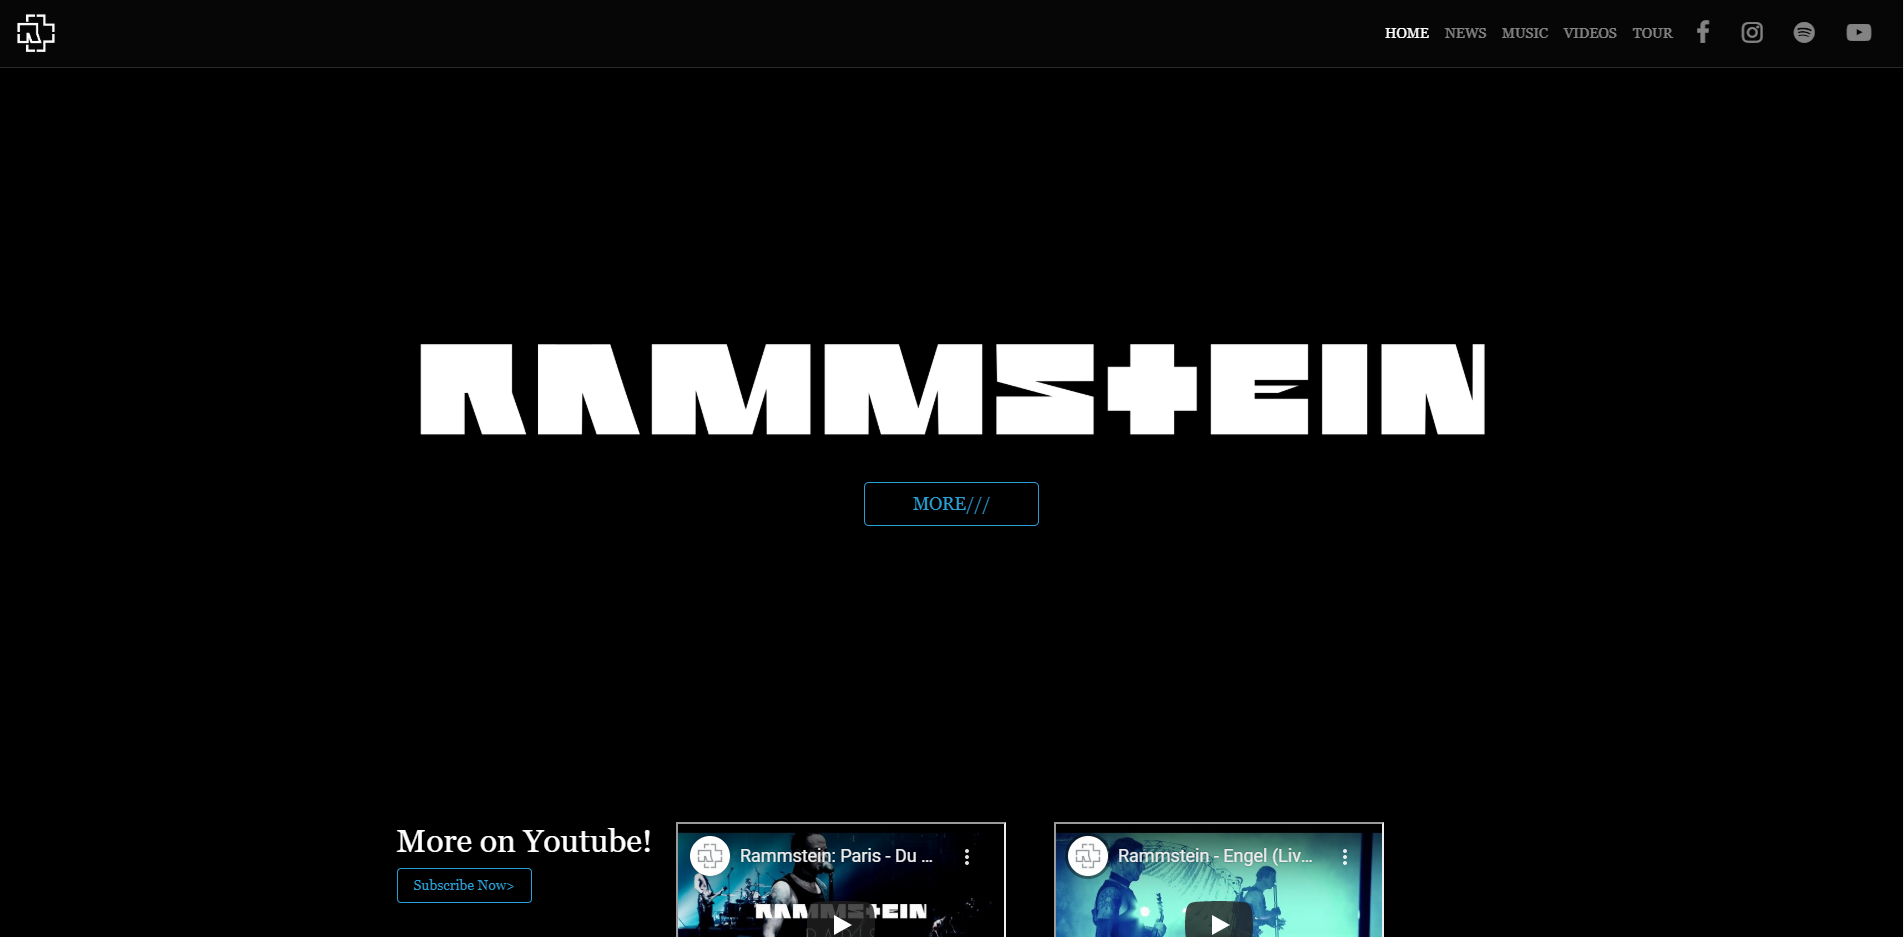 HOME NEWS MUSIC VIDEOS TOUR
RAMMSTEIN
MORE///
More on Youtube!
Subscribe Now>
Rammstein: Paris - Du ...
RAMMSTEIN
PARIS
Rammstein - Engel (Liv...